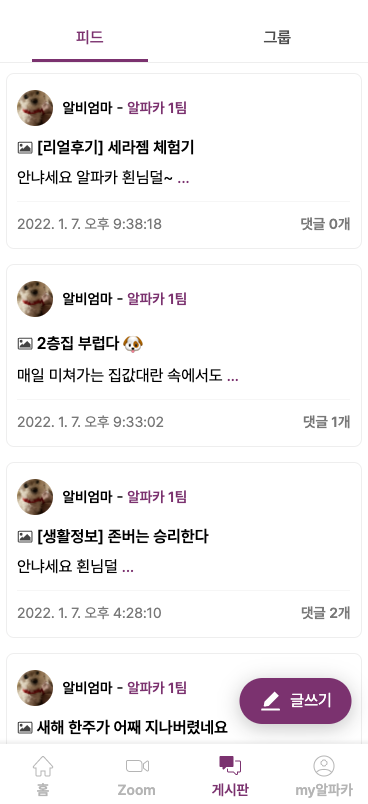 피드
그룹
알비엄마 - 알파카 1팀
[리얼후기] 세라젬 체험기
안냐세요 알파카 횐님덜~ ...
2022. 1. 7. 오후 9:38:18
댓글 0개
알비엄마 - 알파카 1팀
2층집 부럽다 🐶
매일 미쳐가는 집값대란 속에서도 ...
2022. 1. 7. 오후 9:33:02
댓글 1개
알비엄마 - 알파카 1팀
[생활정보] 존버는 승리한다
안냐세요 횐님덜 ...
2022. 1. 7. 오후 4:28:10
댓글 2개
알비엄마 - 알파카 1팀
새해 한주가 어째 지나버렸네요
글쓰기
홈
Zoom
게시판
my알파카